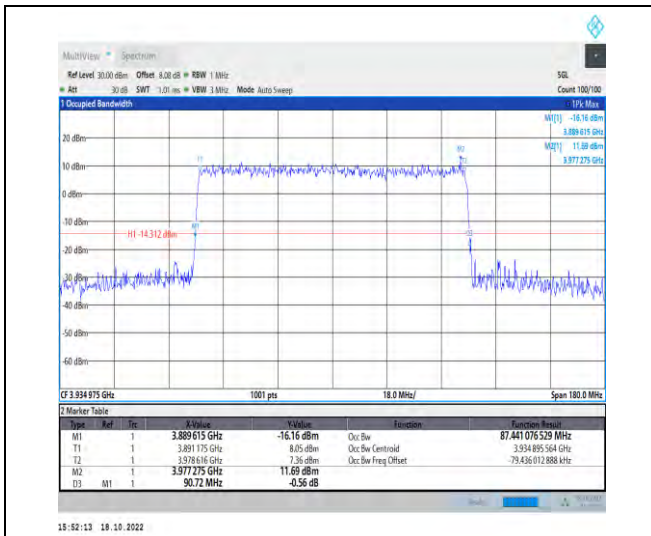 MultiView Spectrum
Ref Level 30.00 dBm Offset 8.00 dB RBW 1 MHz SGL
Att 30 dB SWT 1.01 ms VBW 3 MHz Mode Auto Sweep Count 100/100
1 Occupied Bandwidth 1Pk Max
M1[1] -16.16 dBm
3.889 615 GHz
M2[1] 11.69 dBm
3.977 275 GHz
20 dBm
M2
10 dBm T1
0 dBm
-10 dBm
M1
H1 -14.312 dBm
-20 dBm
-30 dBm
-40 dBm
-50 dBm
-60 dBm
CF 3.934 975 GHz 1001 pts 18.0 MHz/ Span 180.0 MHz
2 Marker Table
Type Ref Trc X-Value Y-Value Function Function Result
M1 1 3.889 615 GHz -16.16 dBm Occ Bw 87.441 076 529 MHz
T1 1 3.891 175 GHz 8.05 dBm Occ Bw Centroid 3.934 895 564 GHz
T2 1 3.978 616 GHz 7.36 dBm Occ Bw Freq Offset -79.436 012 888 kHz
M2 1 3.977 275 GHz 11.69 dBm
D3 M1 1 90.72 MHz -0.56 dB
15:52:13 18.10.2022